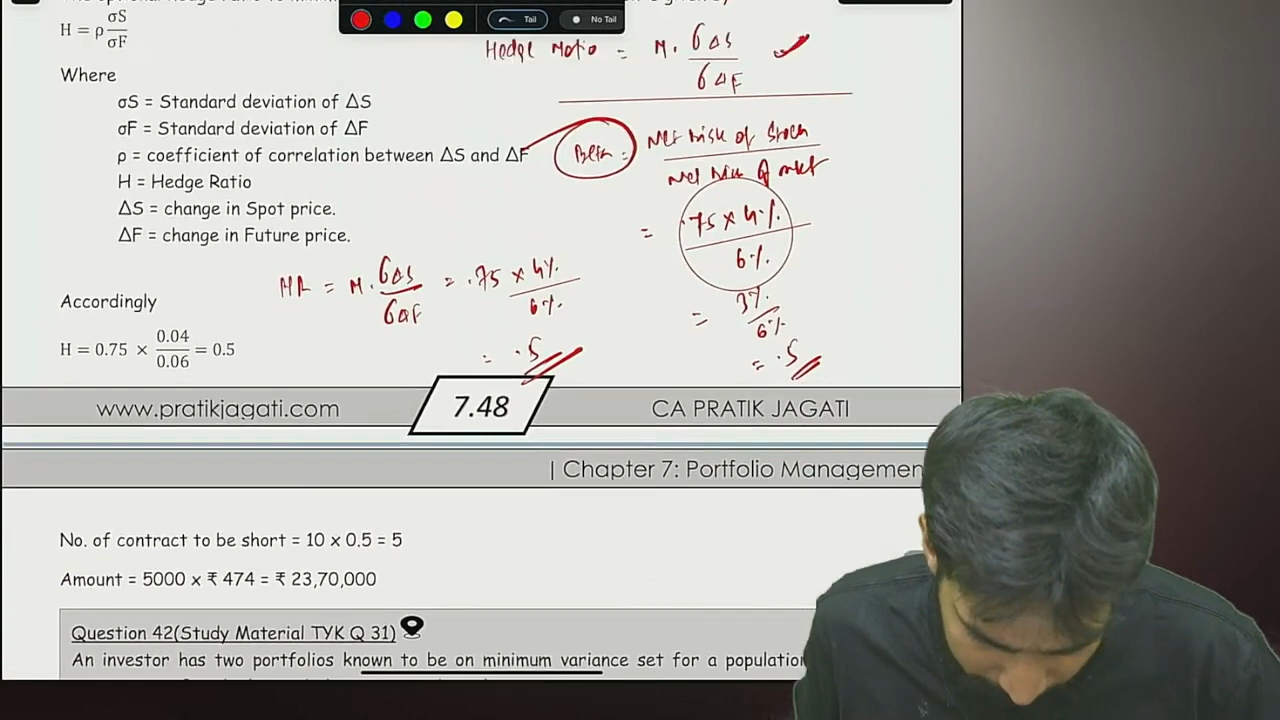 Tail
No Tail
H = ρ σS/σF
Hedge Ratio = r. σΔS/σΔF
Where
σS = Standard deviation of ΔS
σF = Standard deviation of ΔF
ρ = coefficient of correlation between ΔS and ΔF
H = Hedge Ratio
ΔS = change in Spot price.
ΔF = change in Future price.
Beta = Net risk of stock / Net risk of mkt
= .75 x 4% / 6%
= 3% / 6%
= .5
HR = r. σΔS/σΔF = .75 x 4%/6%
= .5
Accordingly
H = 0.75 × 0.04/0.06 = 0.5
www.pratikjagati.com
7.48
CA PRATIK JAGATI
| Chapter 7: Portfolio Managemen
No. of contract to be short = 10 x 0.5 = 5
Amount = 5000 x ₹ 474 = ₹ 23,70,000
Question 42(Study Material TYK Q 31)
An investor has two portfolios known to be on minimum variance set for a population